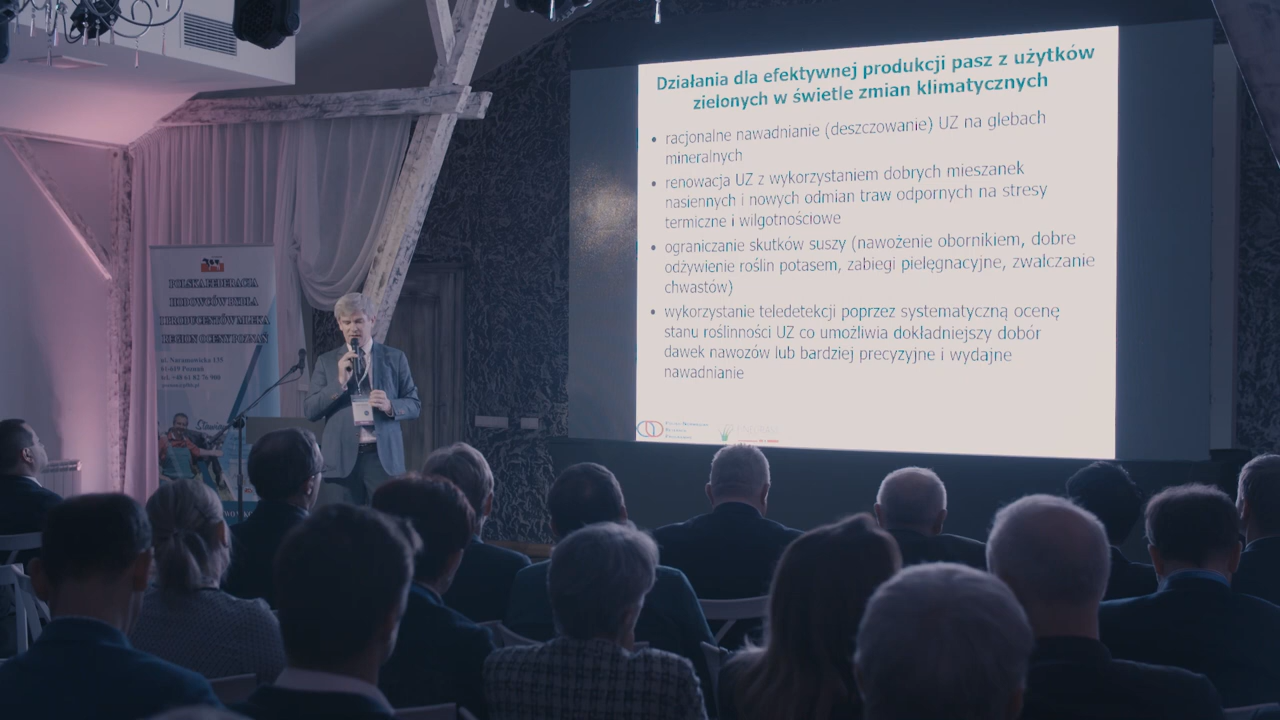 Działania dla efektywnej produkcji pasz z użytków
zielonych w świetle zmian klimatycznych
• racjonalne nawadnianie (deszczowanie) UZ na glebach
mineralnych
• renowacja UZ z wykorzystaniem dobrych mieszanek
nasiennych i nowych odmian traw odpornych na stresy
termiczne i wilgotnościowe
• ograniczanie skutków suszy (nawożenie obornikiem, dobre
odżywienie roślin potasem, zabiegi pielęgnacyjne, zwalczanie
chwastów)
• wykorzystanie teledetekcji poprzez systematyczną ocenę
stanu roślinności UZ co umożliwia dokładniejszy dobór
dawek nawozów lub bardziej precyzyjne i wydajne
nawadnianie
POLSKA FEDERACJA
HODOWCÓW BYDŁA
I PRODUCENTÓW MLEKA
REGION OCENY POZNAŃ